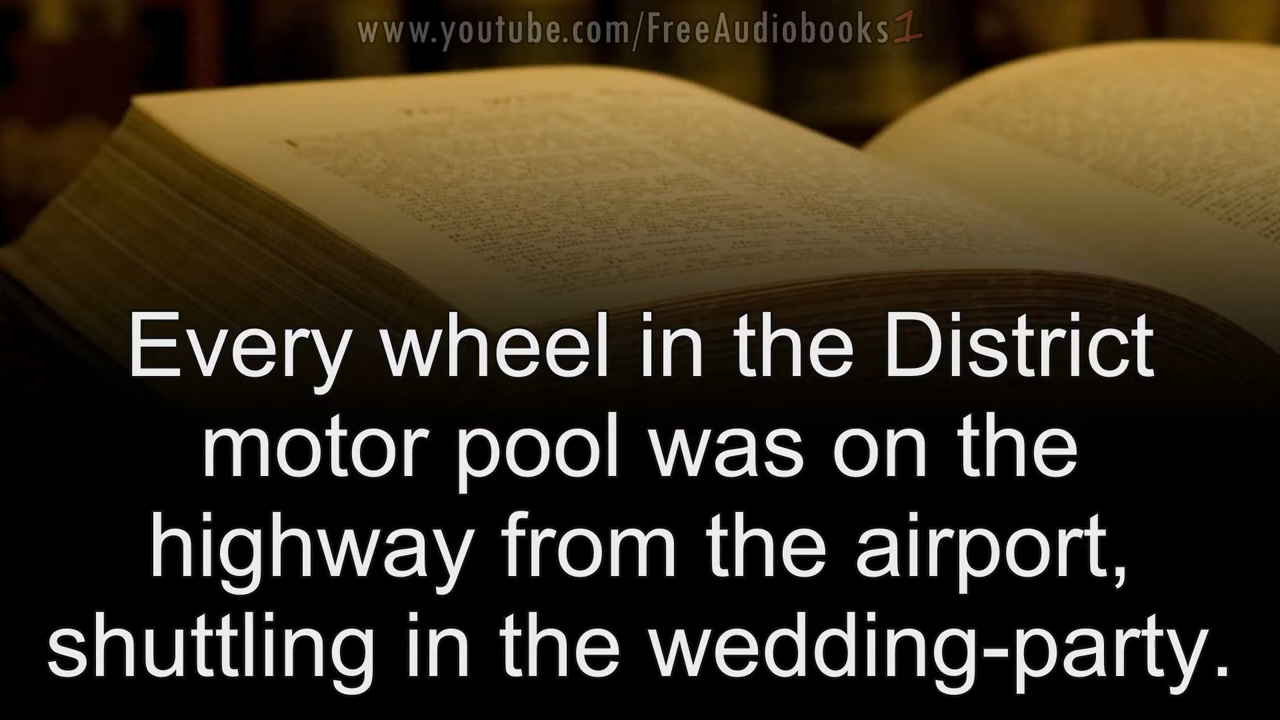 www.youtube.com/FreeAudiobooks1
Every wheel in the District
motor pool was on the
highway from the airport,
shuttling in the wedding-party.